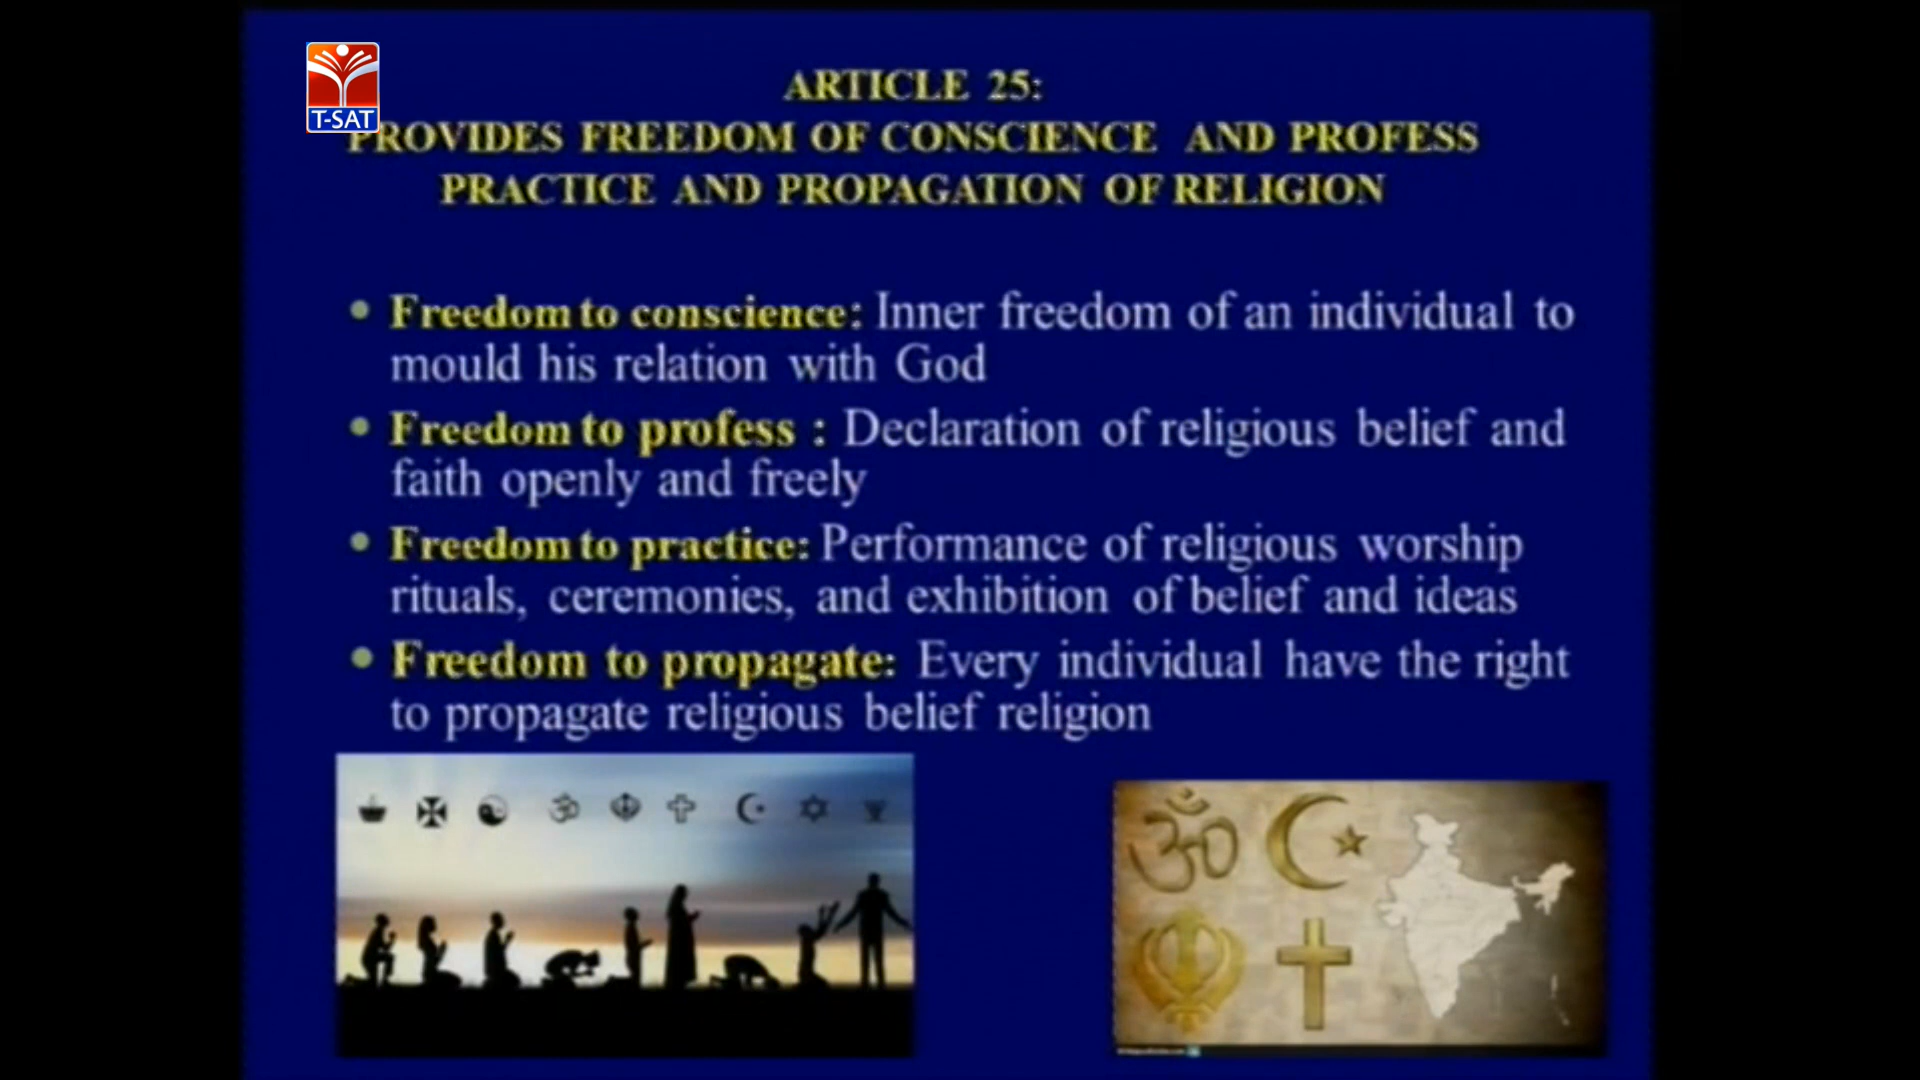 T-SAT
ARTICLE 25:
PROVIDES FREEDOM OF CONSCIENCE AND PROFESS
PRACTICE AND PROPAGATION OF RELIGION
• Freedom to conscience: Inner freedom of an individual to
mould his relation with God
• Freedom to profess : Declaration of religious belief and
faith openly and freely
• Freedom to practice: Performance of religious worship
rituals, ceremonies, and exhibition of belief and ideas
• Freedom to propagate: Every individual have the right
to propagate religious belief religion